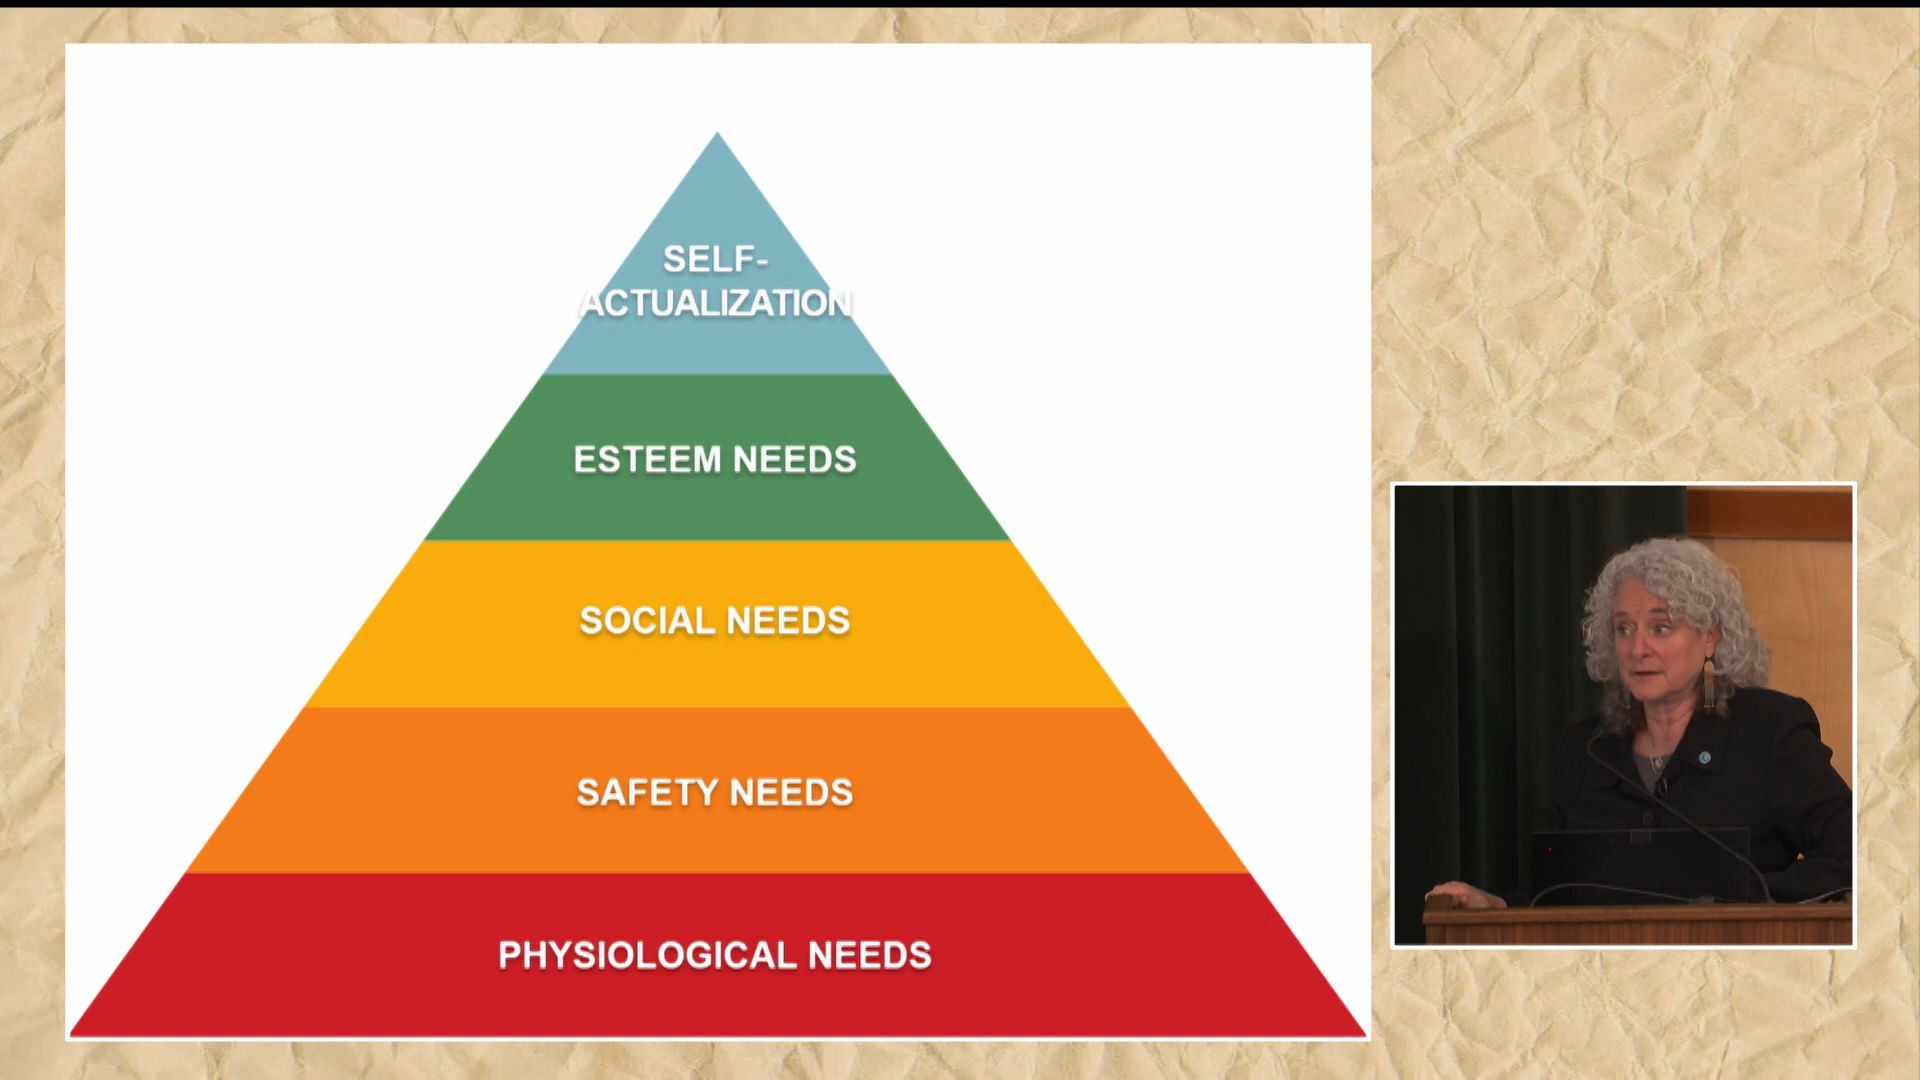 SELF-
ACTUALIZATION
ESTEEM NEEDS
SOCIAL NEEDS
SAFETY NEEDS
PHYSIOLOGICAL NEEDS